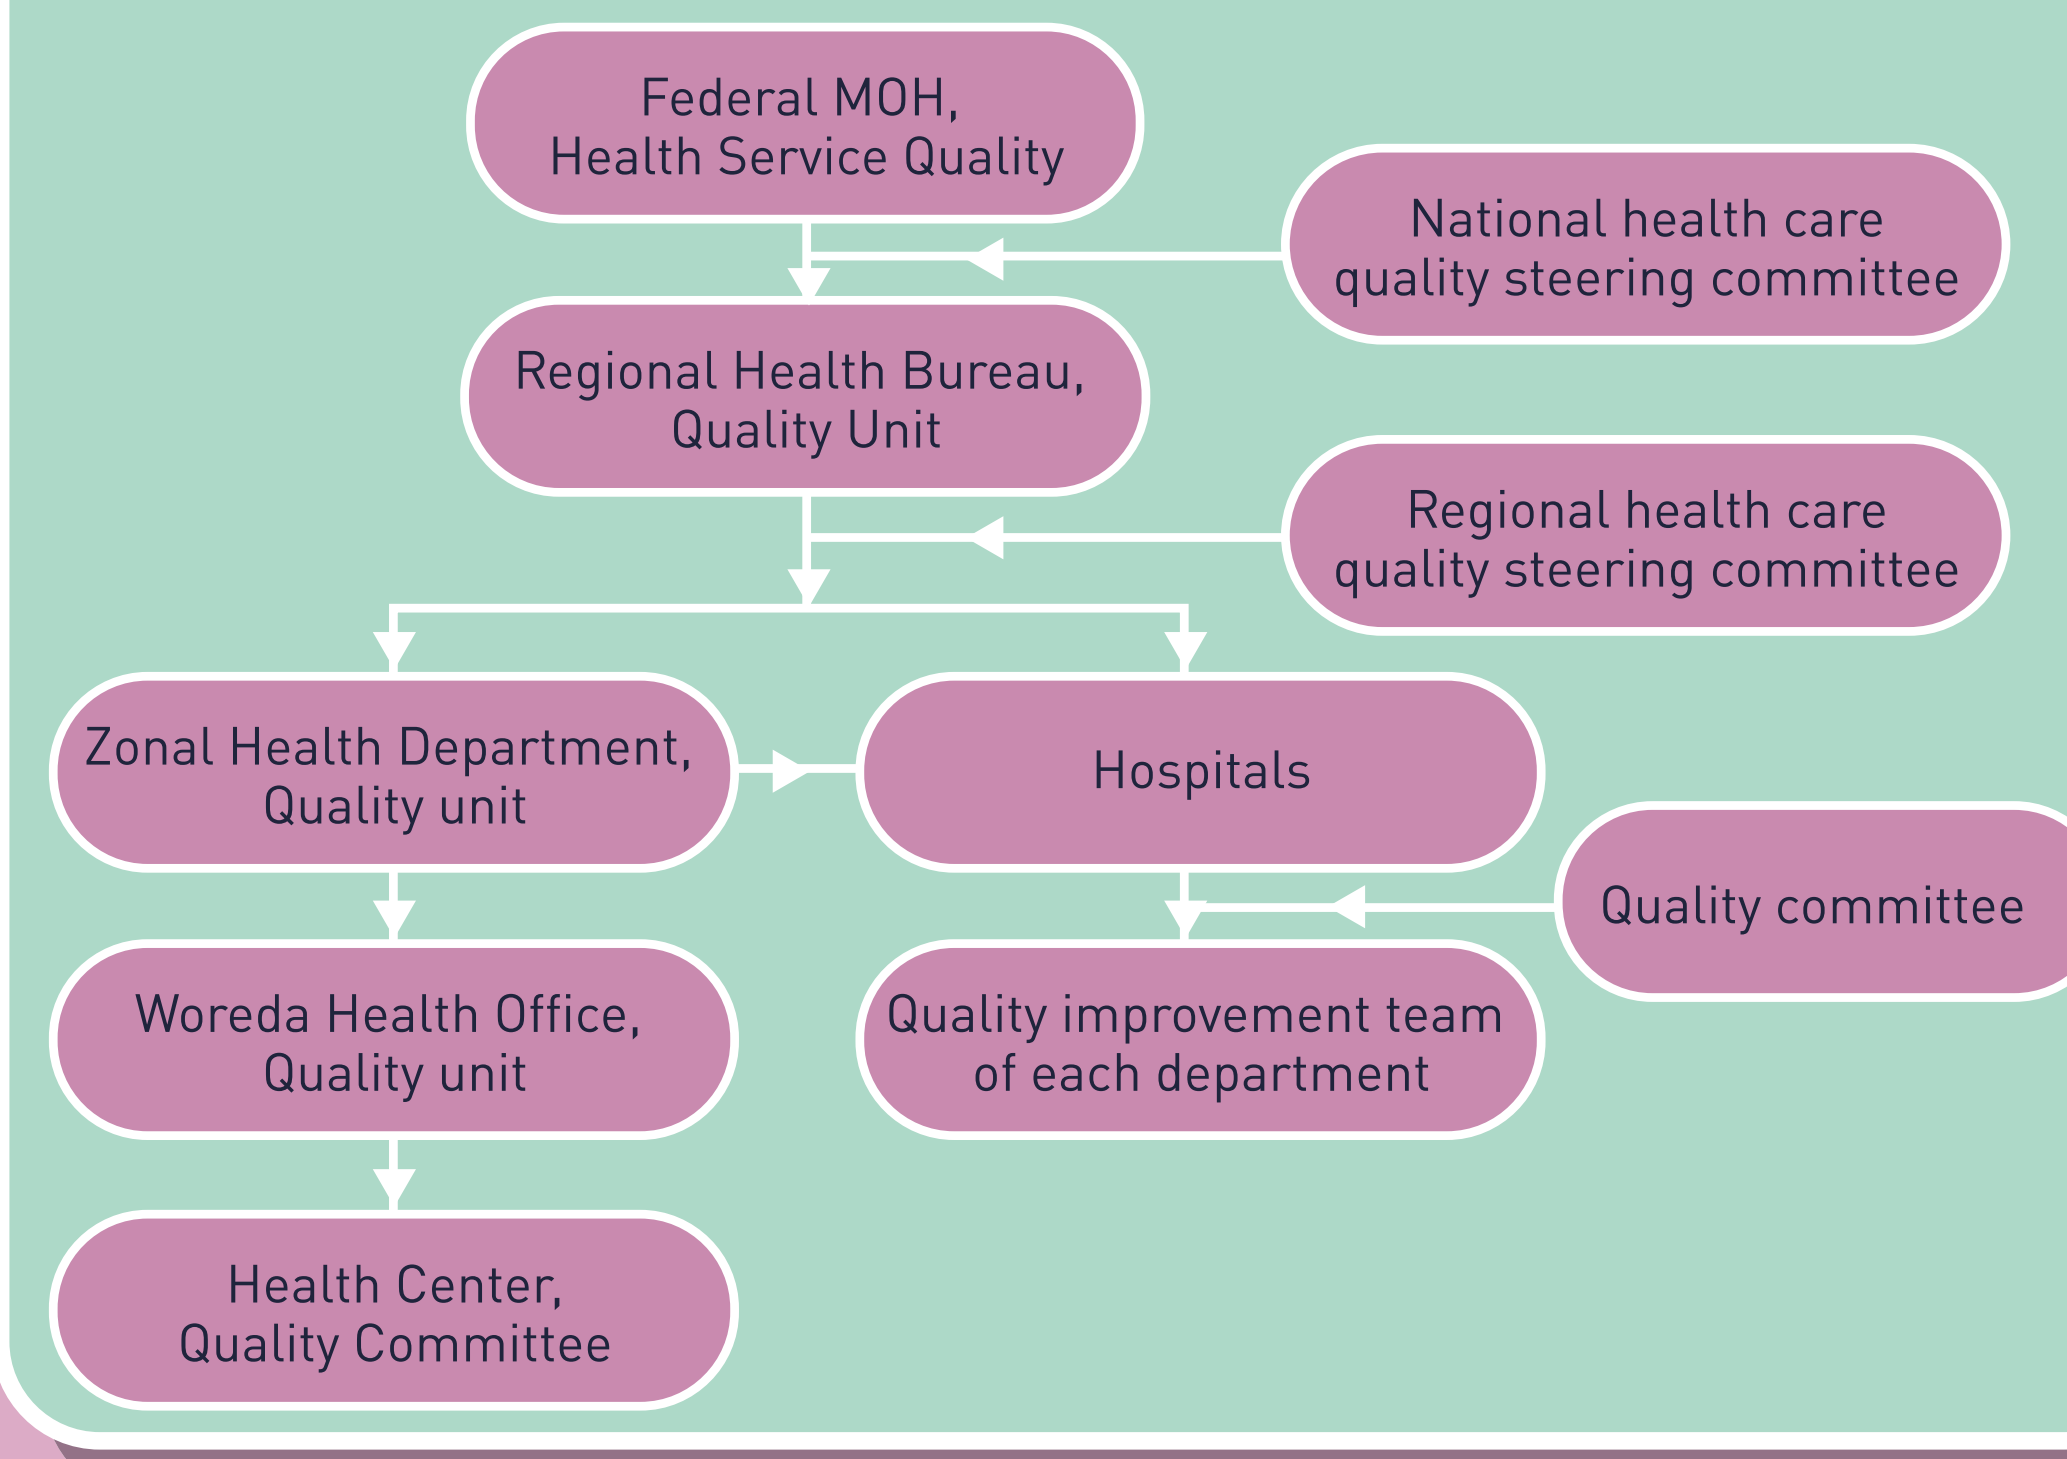 Federal MOH,
Health Service Quality
National health care
quality steering committee
Regional Health Bureau,
Quality Unit
Regional health care
quality steering committee
Zonal Health Department,
Quality unit
Hospitals
Quality committee
Woreda Health Office,
Quality unit
Quality improvement team
of each department
Health Center,
Quality Committee